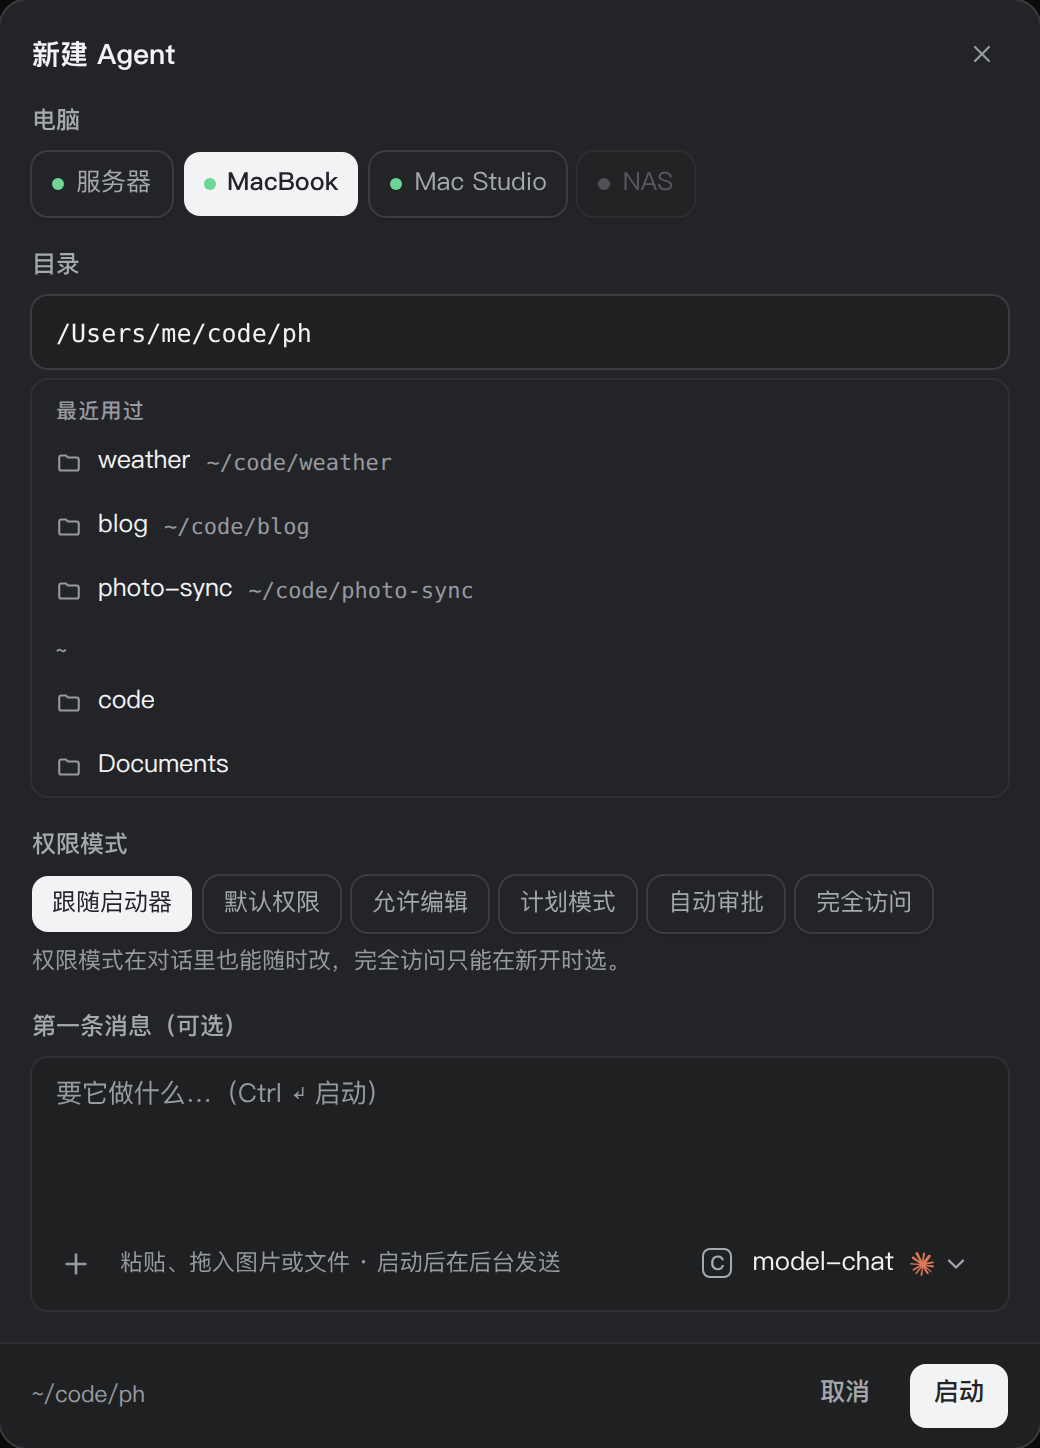 新建 Agent
电脑
服务器 MacBook Mac Studio NAS
目录
/Users/me/code/ph
最近用过
weather ~/code/weather
blog ~/code/blog
photo-sync ~/code/photo-sync
~
code
Documents
权限模式
跟随启动器 默认权限 允许编辑 计划模式 自动审批 完全访问
权限模式在对话里也能随时改，完全访问只能在新开时选。
第一条消息（可选）
要它做什么…（Ctrl ↲ 启动）
粘贴、拖入图片或文件 · 启动后在后台发送 C model-chat
~/code/ph 取消 启动